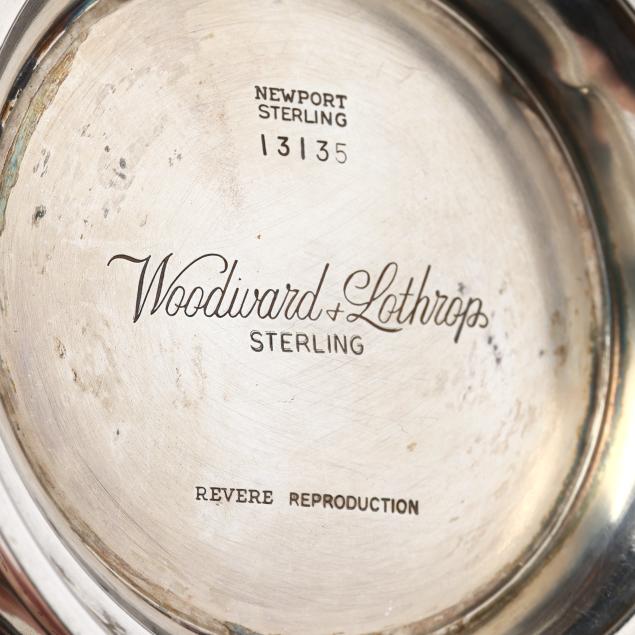 NEWPORT
STERLING
13135
Woodward & Lothrop
STERLING
REVERE REPRODUCTION